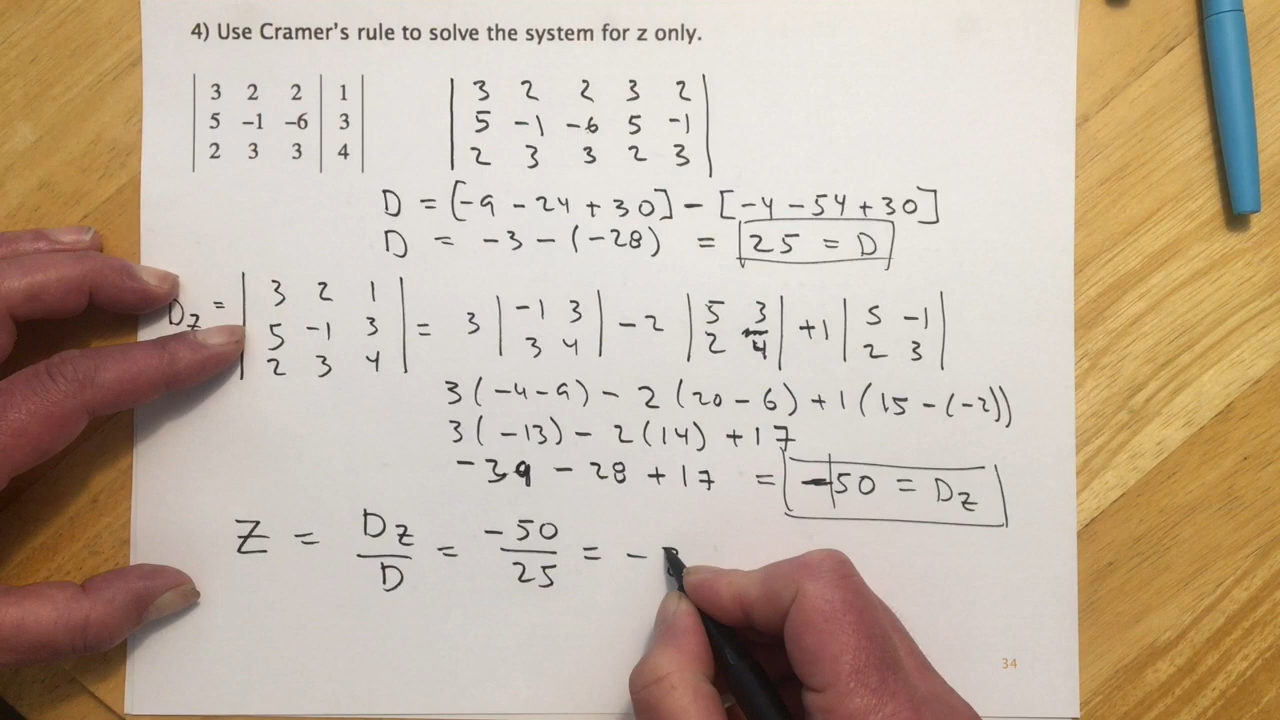 4) Use Cramer's rule to solve the system for z only.
| 3 2 2 | 1 |
| 5 -1 -6 | 3 |
| 2 3 3 | 4 |
| 3 2 2 3 2 |
| 5 -1 -6 5 -1 |
| 2 3 3 2 3 |
D = [-9 - 24 + 30] - [-4 - 54 + 30]
D = -3 - (-28) = 25 = D
Dz = | 3 2 1 | = 3 | -1 3 | - 2 | 5 3 | + 1 | 5 -1 |
| 5 -1 3 | | 3 4 | | 2 4 | | 2 3 |
| 2 3 4 |
3(-4-9) - 2(20-6) + 1(15-(-2))
3(-13) - 2(14) + 17
-39 - 28 + 17 = -50 = Dz
Z = Dz/D = -50/25 = -
34